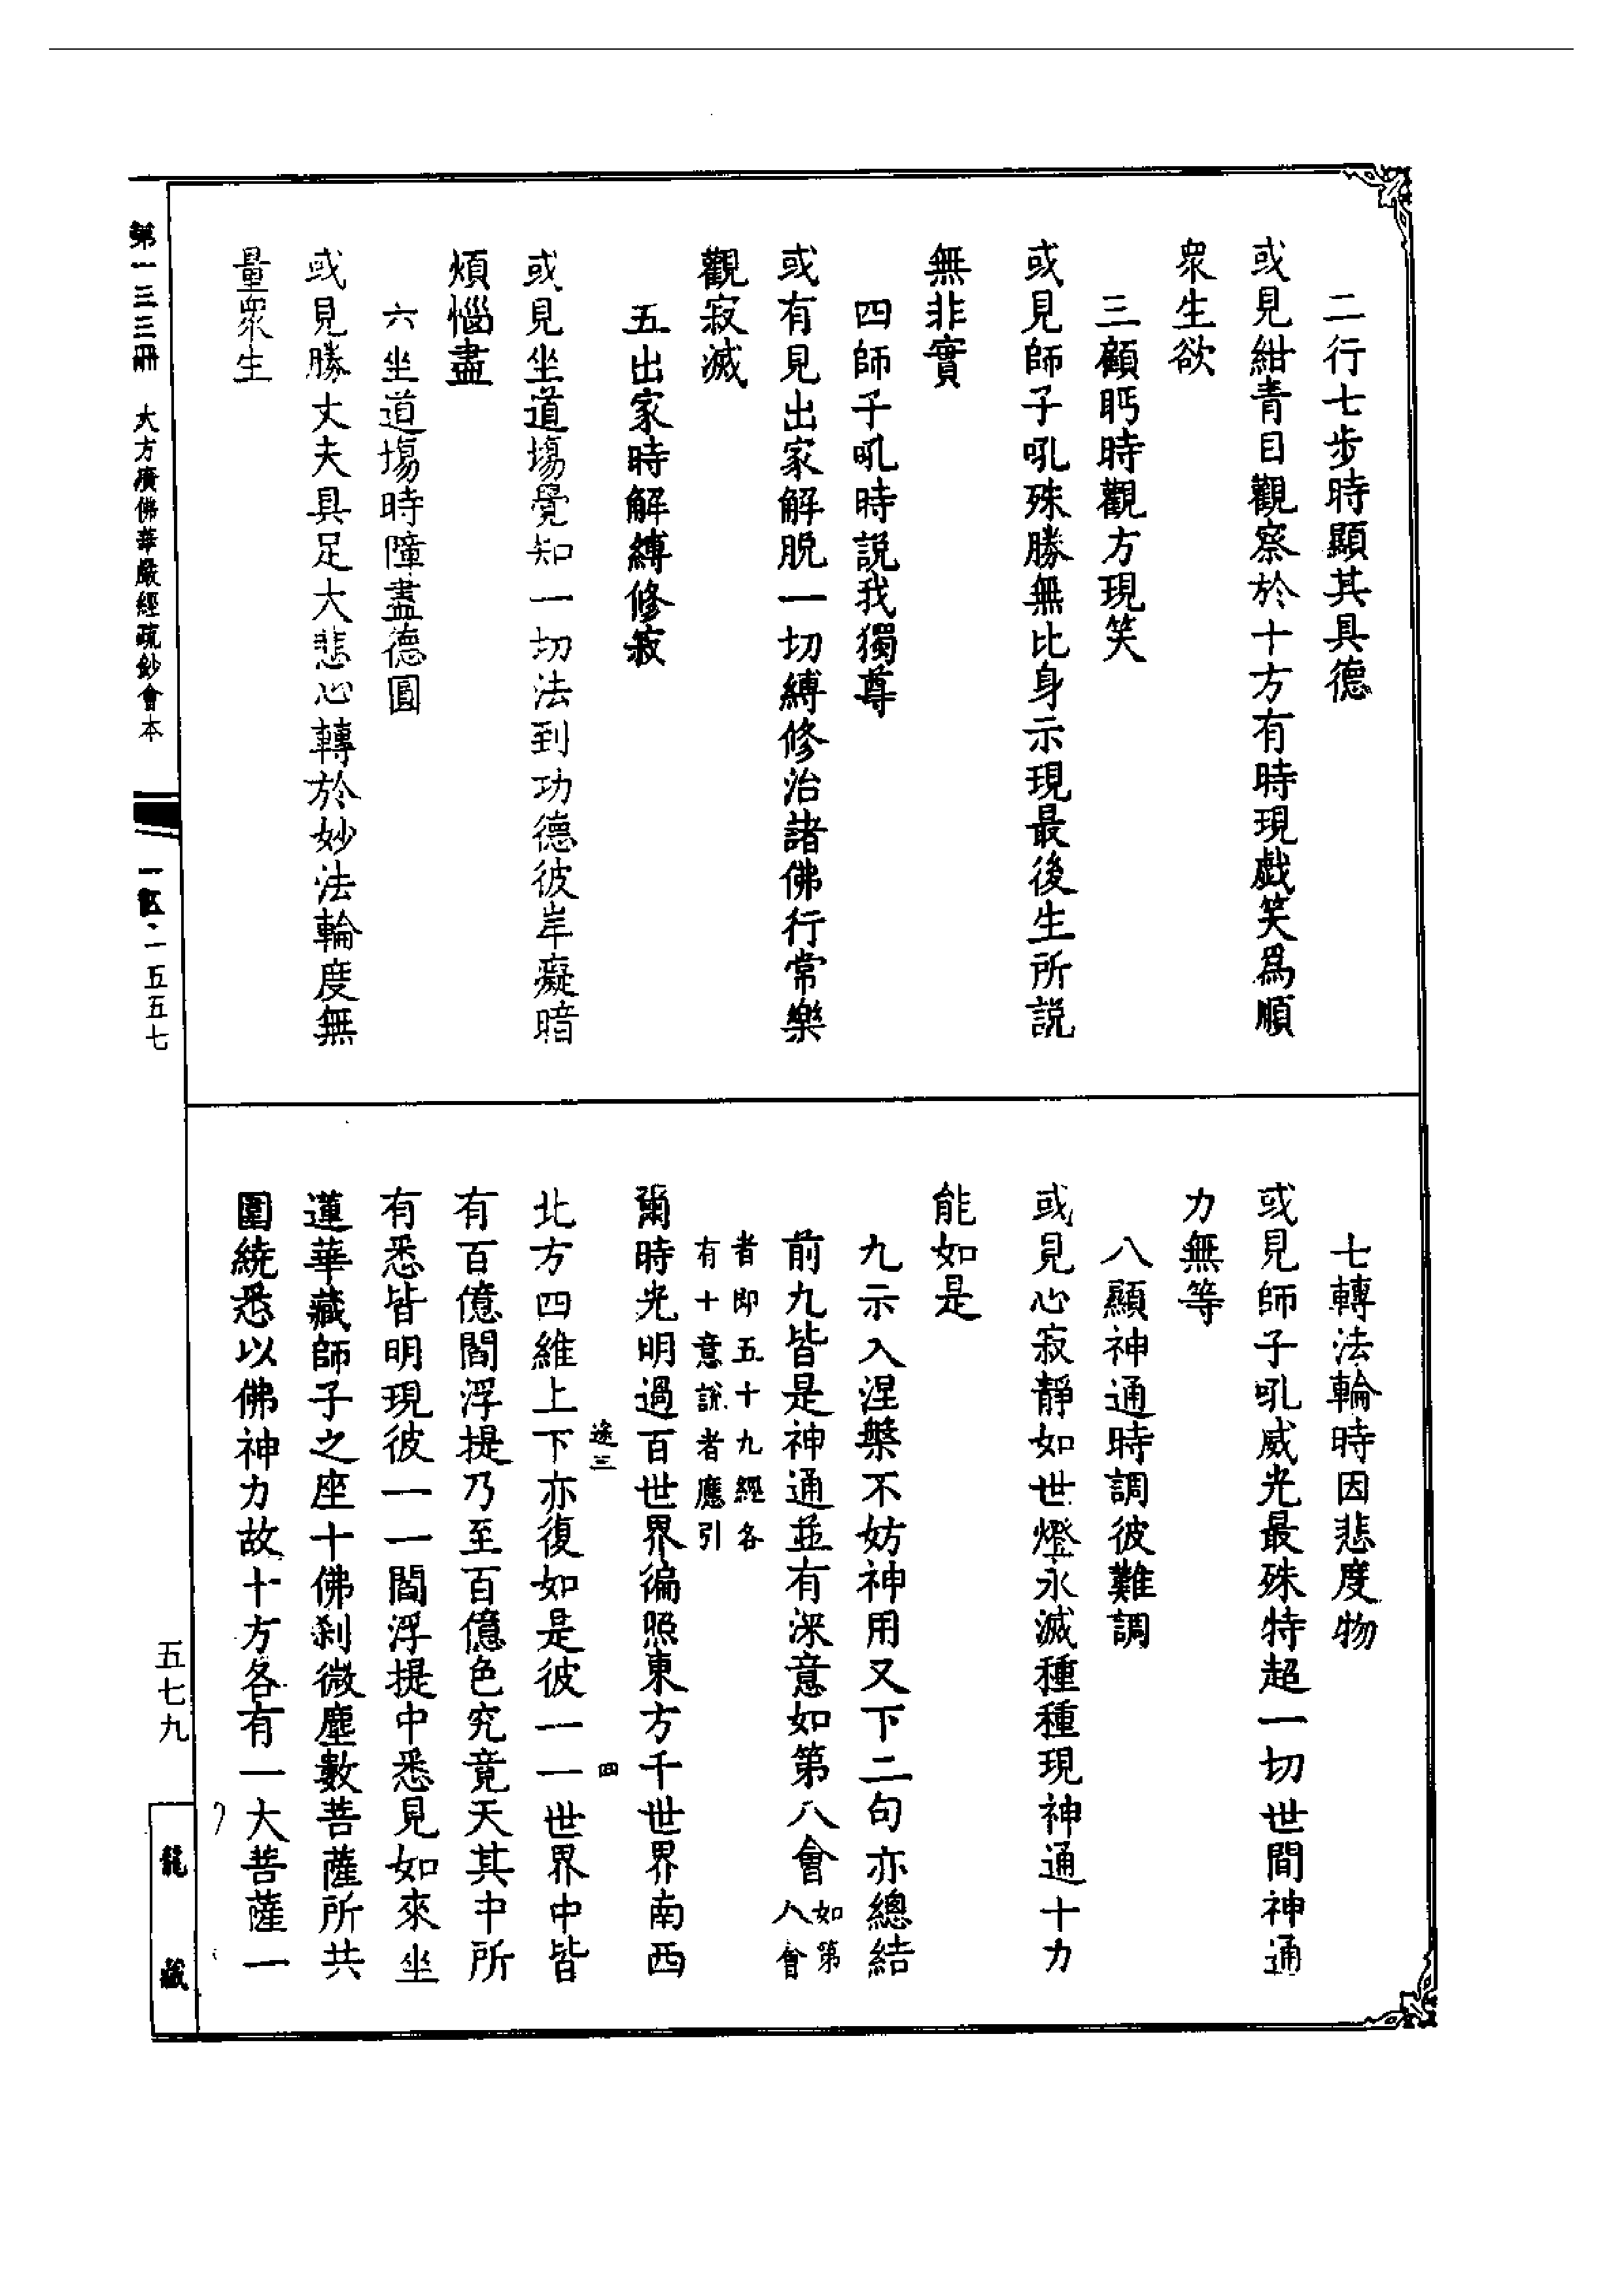 二行七步時顯其具德
或見紺青目觀察於十方有時現戲笑爲順
衆生欲
三顧眄時觀方現笑
或見師子吼殊勝無比身示現最後生所説
無非實
四師子吼時説我獨尊
或有見出家解脱一切縛修治諸佛行常樂
觀寂滅
五出家時解縛修寂
或見坐道場覺知一切法到功德彼岸癡暗
煩惱盡
六坐道場時障盡德圓
或見勝丈夫具足大悲心轉於妙法輪度無
量衆生
七轉法輪時因悲度物
或見師子吼威光最殊特超一切世間神通
力無等
八顯神通時調彼難調
或見心寂靜如世燈永滅種種現神通十力
能如是
九示入涅槃不妨神用又下二句亦總結
前九皆是神通並有深意如第八會如第八會
者即五十九經各
有十意説者應引
爾時光明過百世界徧照東方千世界南西
途三 四
北方四維上下亦復如是彼一一世界中皆
有百億閻浮提乃至百億色究竟天其中所
有悉皆明現彼一一閻浮提中悉見如來坐
蓮華藏師子之座十佛刹微塵數菩薩所共
圍繞悉以佛神力故十方各有一大菩薩一
第一三三冊 大方廣佛華嚴經疏鈔會本 一五五七
五七九
龍藏